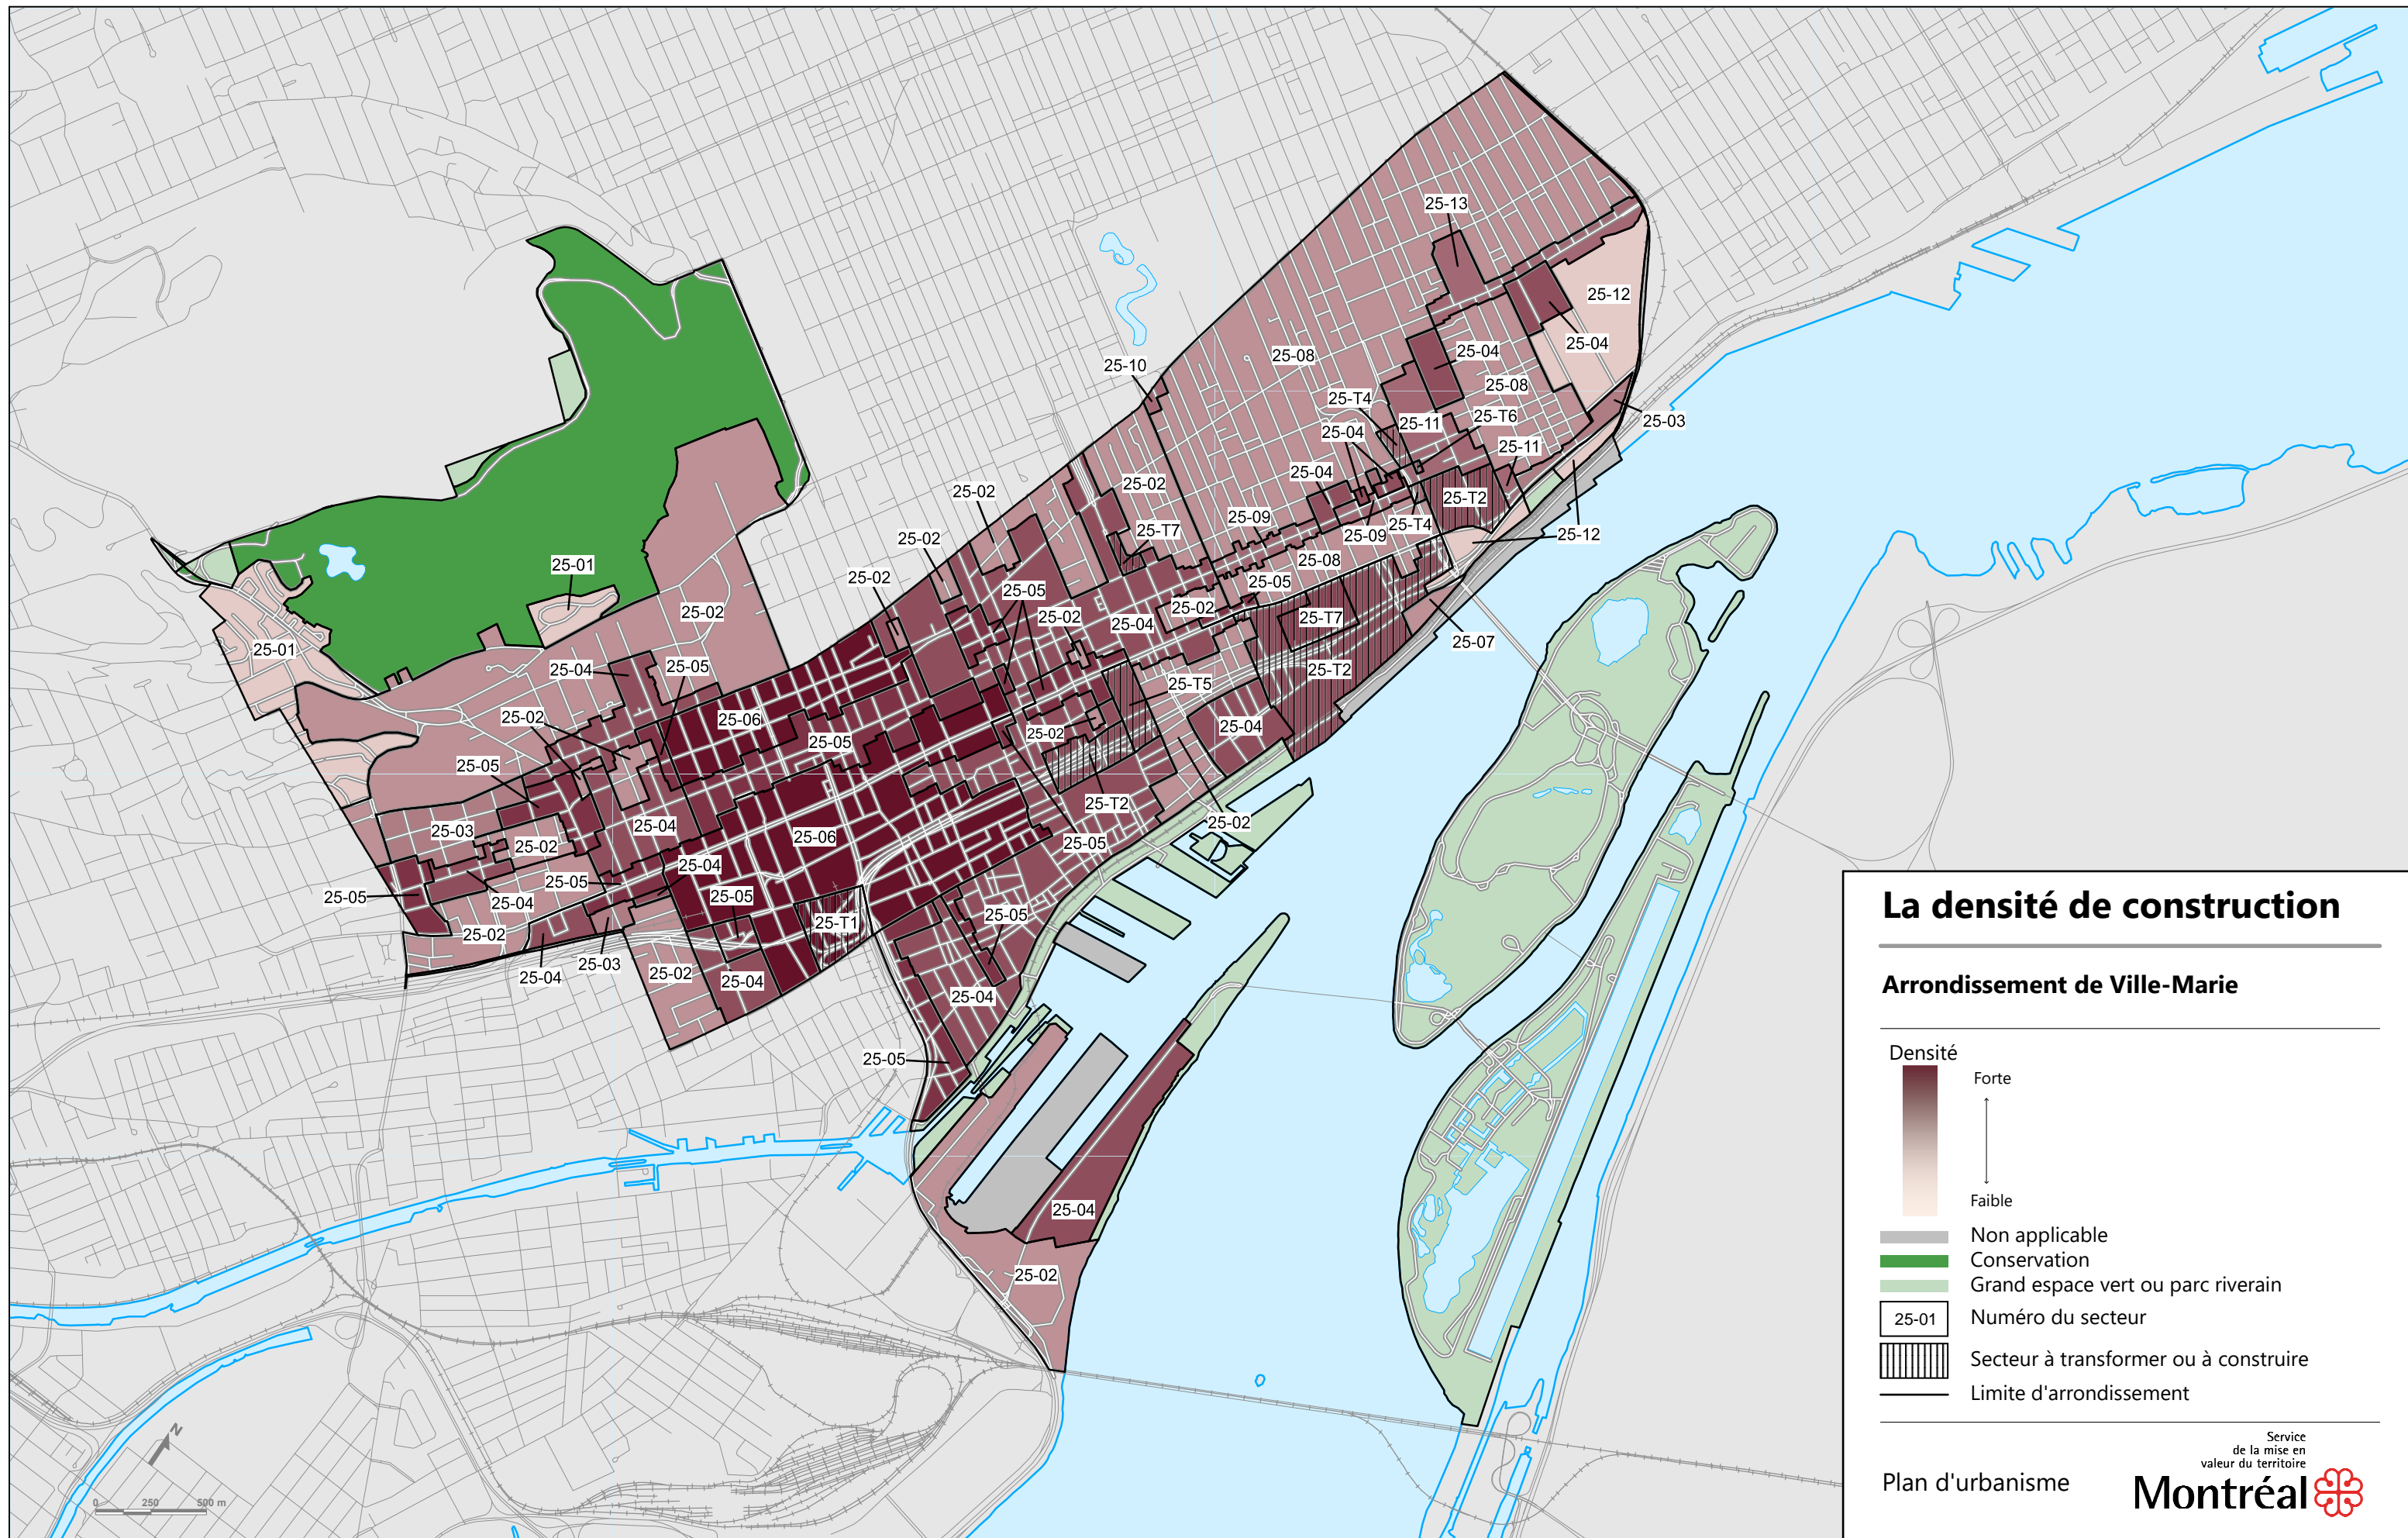 25-13
25-12
25-04
25-04
25-08
25-10
25-08
25-T4
25-T6
25-11
25-03
25-04
25-11
25-04
25-02
25-02
25-T2
25-09
25-T4
25-T7
25-09
25-12
25-02
25-08
25-01
25-02
25-05
25-05
25-02
25-02
25-02
25-04
25-T7
25-07
25-01
25-04
25-05
25-T2
25-T5
25-02
25-06
25-04
25-02
25-05
25-05
25-T2
25-02
25-04
25-03
25-06
25-05
25-02
25-04
25-05
25-05
25-05
25-04
25-05
25-T1
25-02
25-04
25-03
25-02
25-04
25-04
25-05
25-04
25-02
La densité de construction
Arrondissement de Ville-Marie
Densité
Forte
Faible
Non applicable
Conservation
Grand espace vert ou parc riverain
25-01 Numéro du secteur
Secteur à transformer ou à construire
Limite d'arrondissement
Service
de la mise en
valeur du territoire
Plan d'urbanisme
Montréal
N
0 250 500 m